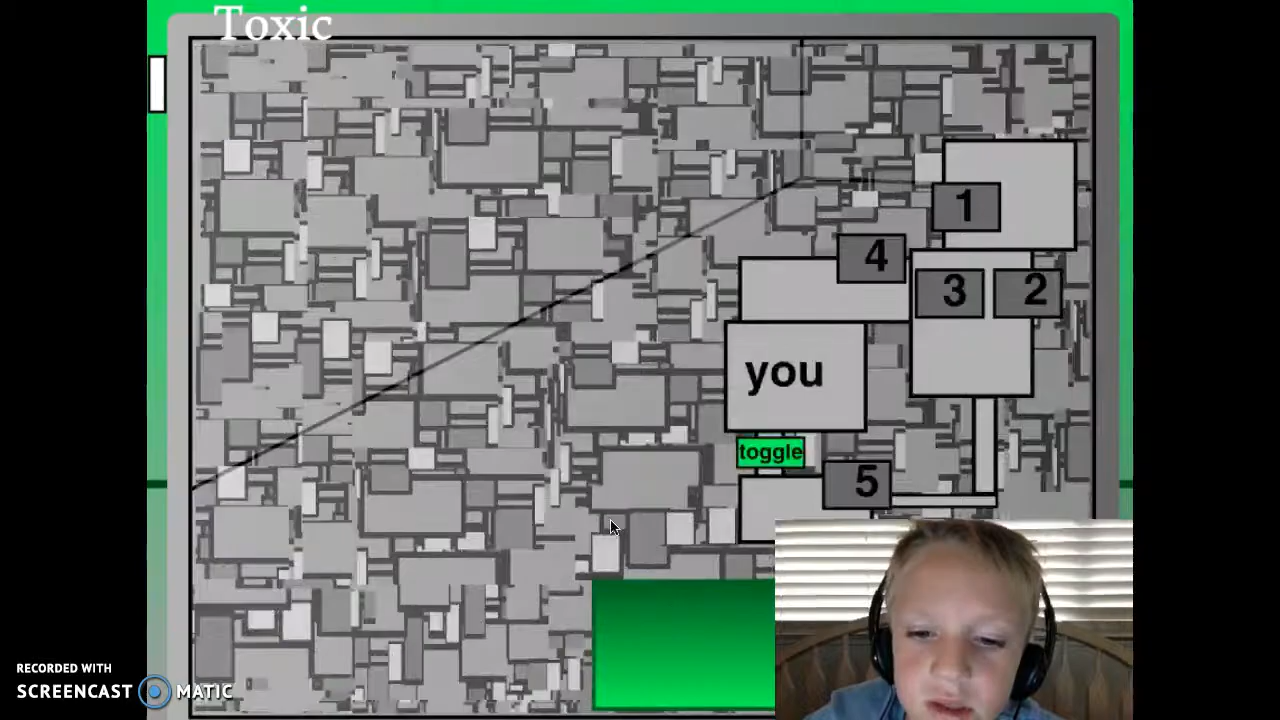 Toxic
1
4
3 2
you
toggle
5
RECORDED WITH
SCREENCAST MATIC